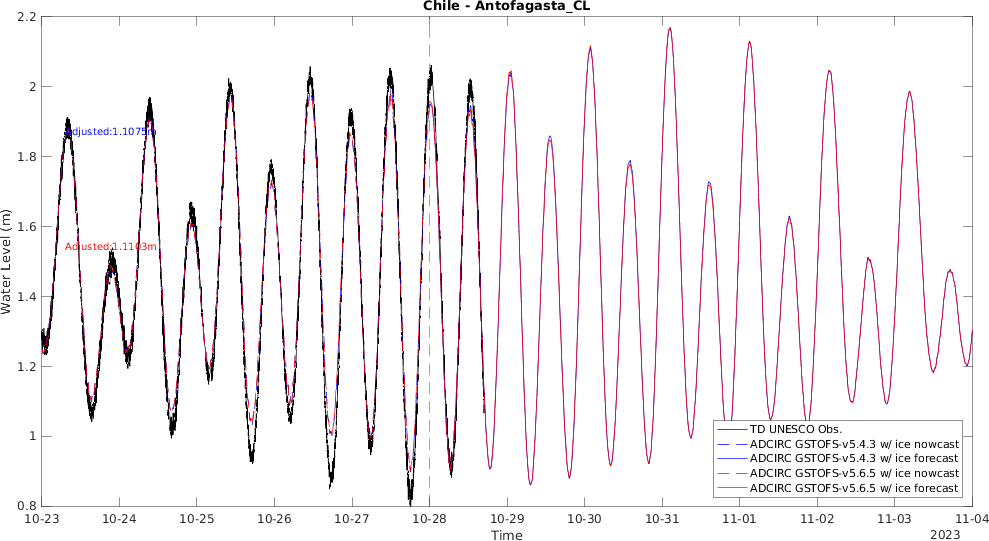 Chile - Antofagasta_CL
2.2
2
1.8
1.6
1.4
1.2
1
0.8
Water Level (m)
Adjusted:1.1075m
Adjusted:1.1103m
TD UNESCO Obs.
ADCIRC GSTOFS-v5.4.3 w/ ice nowcast
ADCIRC GSTOFS-v5.4.3 w/ ice forecast
ADCIRC GSTOFS-v5.6.5 w/ ice nowcast
ADCIRC GSTOFS-v5.6.5 w/ ice forecast
10-23 10-24 10-25 10-26 10-27 10-28 10-29 10-30 10-31 11-01 11-02 11-03 11-04
Time
2023